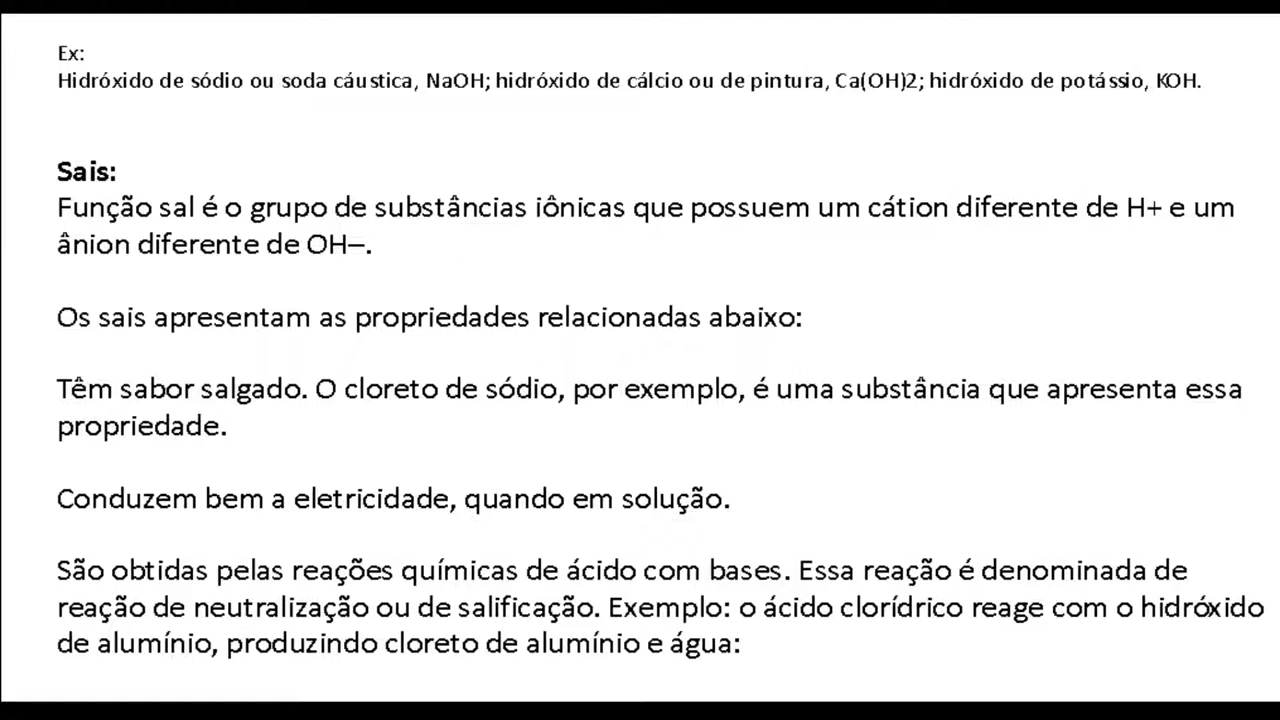 Ex:
Hidróxido de sódio ou soda cáustica, NaOH; hidróxido de cálcio ou de pintura, Ca(OH)2; hidróxido de potássio, KOH.
Sais:
Função sal é o grupo de substâncias iônicas que possuem um cátion diferente de H+ e um
ânion diferente de OH–.
Os sais apresentam as propriedades relacionadas abaixo:
Têm sabor salgado. O cloreto de sódio, por exemplo, é uma substância que apresenta essa
propriedade.
Conduzem bem a eletricidade, quando em solução.
São obtidas pelas reações químicas de ácido com bases. Essa reação é denominada de
reação de neutralização ou de salificação. Exemplo: o ácido clorídrico reage com o hidróxido
de alumínio, produzindo cloreto de alumínio e água: